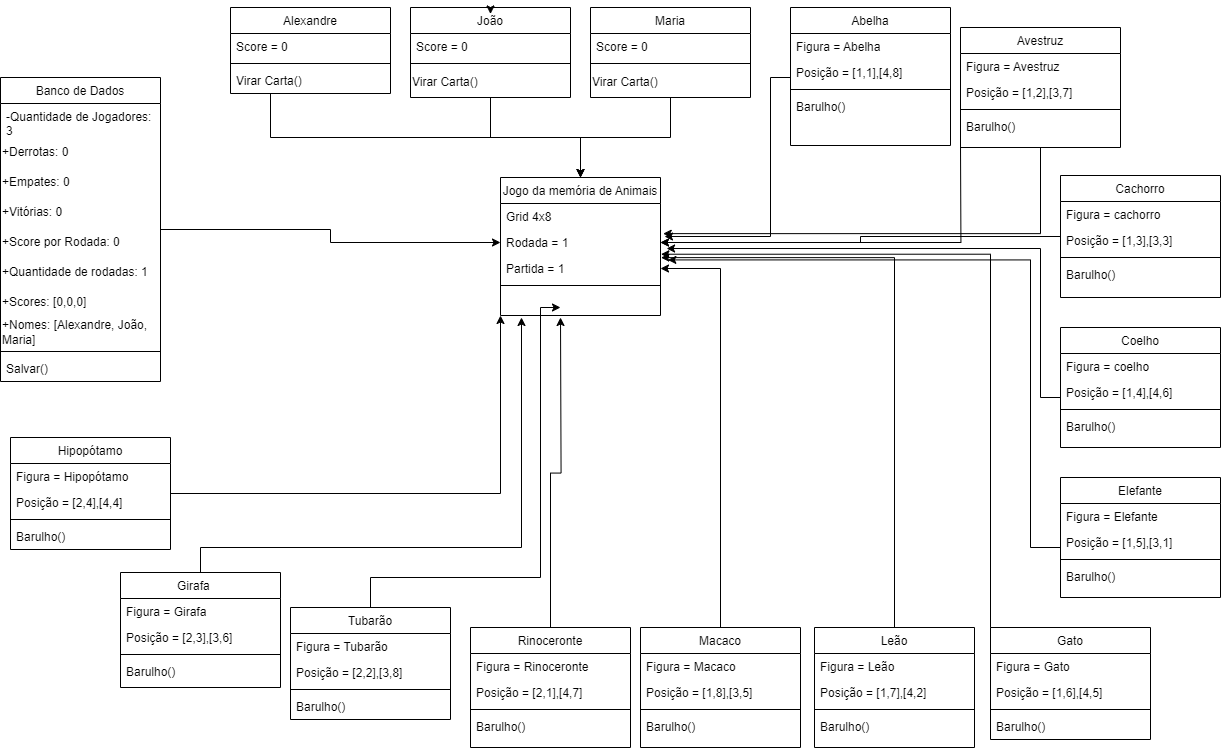 Alexandre
Score = 0
Virar Carta()
João
Score = 0
Virar Carta()
Maria
Score = 0
Virar Carta()
Abelha
Figura = Abelha
Posição = [1,1],[4,8]
Barulho()
Avestruz
Figura = Avestruz
Posição = [1,2],[3,7]
Barulho()
Banco de Dados
-Quantidade de Jogadores:
3
+Derrotas: 0
+Empates: 0
+Vitórias: 0
+Score por Rodada: 0
+Quantidade de rodadas: 1
+Scores: [0,0,0]
+Nomes: [Alexandre, João,
Maria]
Salvar()
Jogo da memória de Animais
Grid 4x8
Rodada = 1
Partida = 1
Cachorro
Figura = cachorro
Posição = [1,3],[3,3]
Barulho()
Coelho
Figura = coelho
Posição = [1,4],[4,6]
Barulho()
Elefante
Figura = Elefante
Posição = [1,5],[3,1]
Barulho()
Hipopótamo
Figura = Hipopótamo
Posição = [2,4],[4,4]
Barulho()
Girafa
Figura = Girafa
Posição = [2,3],[3,6]
Barulho()
Tubarão
Figura = Tubarão
Posição = [2,2],[3,8]
Barulho()
Rinoceronte
Figura = Rinoceronte
Posição = [2,1],[4,7]
Barulho()
Macaco
Figura = Macaco
Posição = [1,8],[3,5]
Barulho()
Leão
Figura = Leão
Posição = [1,7],[4,2]
Barulho()
Gato
Figura = Gato
Posição = [1,6],[4,5]
Barulho()